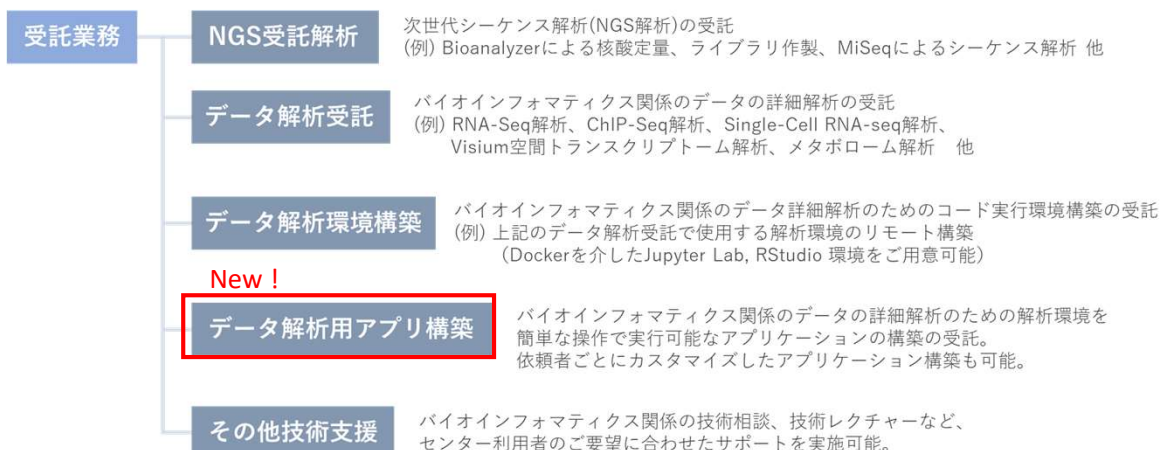 受託業務
NGS受託解析
次世代シーケンス解析(NGS解析)の受託
(例) Bioanalyzerによる核酸定量、ライブラリ作製、MiSeqによるシーケンス解析 他
データ解析受託
バイオインフォマティクス関係のデータの詳細解析の受託
(例) RNA-Seq解析、ChIP-Seq解析、Single-Cell RNA-seq解析、
Visium空間トランスクリプトーム解析、メタボローム解析　他
データ解析環境構築
バイオインフォマティクス関係のデータ詳細解析のためのコード実行環境構築の受託
(例) 上記のデータ解析受託で使用する解析環境のリモート構築
（Dockerを介したJupyter Lab, RStudio 環境をご用意可能）
New！
データ解析用アプリ構築
バイオインフォマティクス関係のデータの詳細解析のための解析環境を
簡単な操作で実行可能なアプリケーションの構築の受託。
依頼者ごとにカスタマイズしたアプリケーション構築も可能。
その他技術支援
バイオインフォマティクス関係の技術相談、技術レクチャーなど、
センター利用者のご要望に合わせたサポートを実施可能。